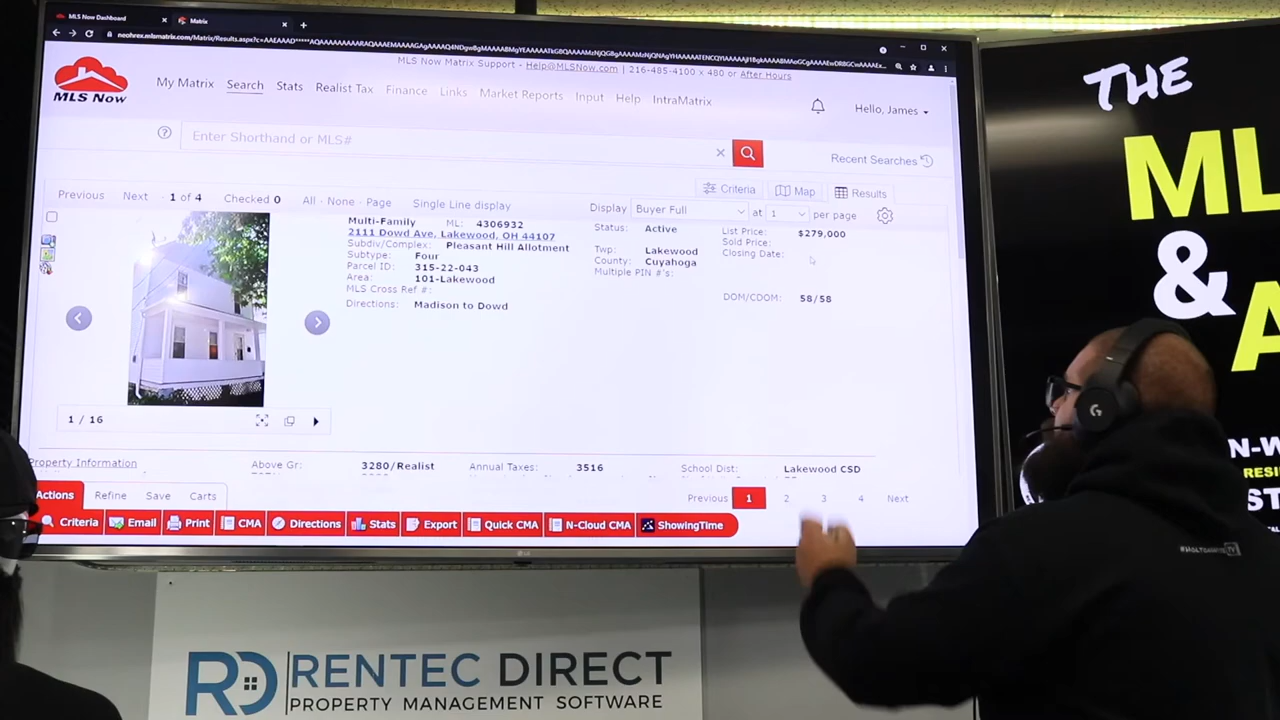 MLS Now Dashboard
Matrix
MLS Now Matrix Support - Help@MLSNow.com | 216-485-4100 x 480 or After Hours
MLS Now
My Matrix Search Stats Realist Tax Finance Links Market Reports Input Help IntraMatrix
Hello, James
Enter Shorthand or MLS#
Recent Searches
Criteria Map Results
Previous Next 1 of 4 Checked 0 All · None · Page Single Line display Display Buyer Full at 1 per page
Multi-Family ML: 4306932 Status: Active List Price: $279,000
2111 Dowd Ave, Lakewood, OH 44107 Sold Price:
Subdiv/Complex: Pleasant Hill Allotment Twp: Lakewood Closing Date:
Subtype: Four County: Cuyahoga
Parcel ID: 315-22-043 Multiple PIN #'s:
Area: 101-Lakewood
MLS Cross Ref #:
DOM/CDOM: 58/58
Directions: Madison to Dowd
1 / 16
Property Information Above Gr: 3280/Realist Annual Taxes: 3516 School Dist: Lakewood CSD
Actions Refine Save Carts Previous 1 2 3 4 Next
Criteria Email Print CMA Directions Stats Export Quick CMA N-Cloud CMA ShowingTime
LG
THE
ML
&
A
N-W
RESI
ST
G
RD RENTEC DIRECT
PROPERTY MANAGEMENT SOFTWARE